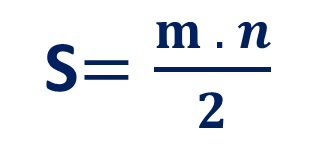 S= m . n / 2